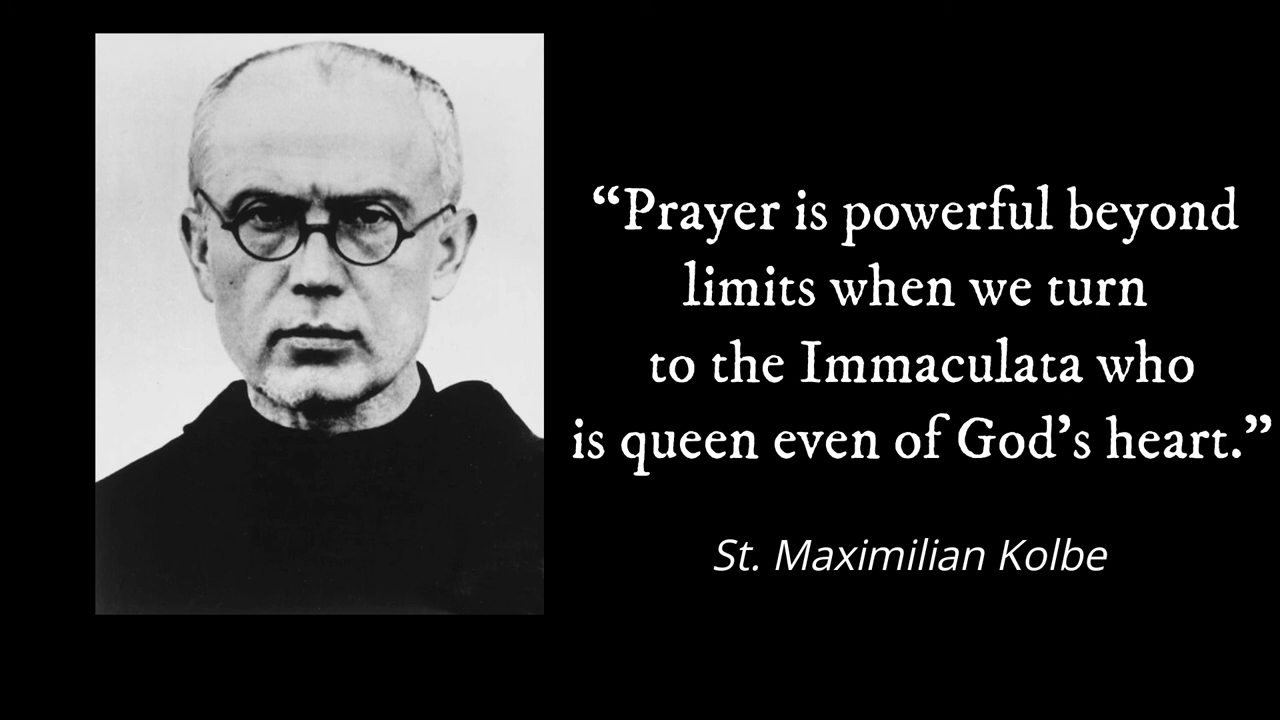 “Prayer is powerful beyond
limits when we turn
to the Immaculata who
is queen even of God’s heart.”
St. Maximilian Kolbe